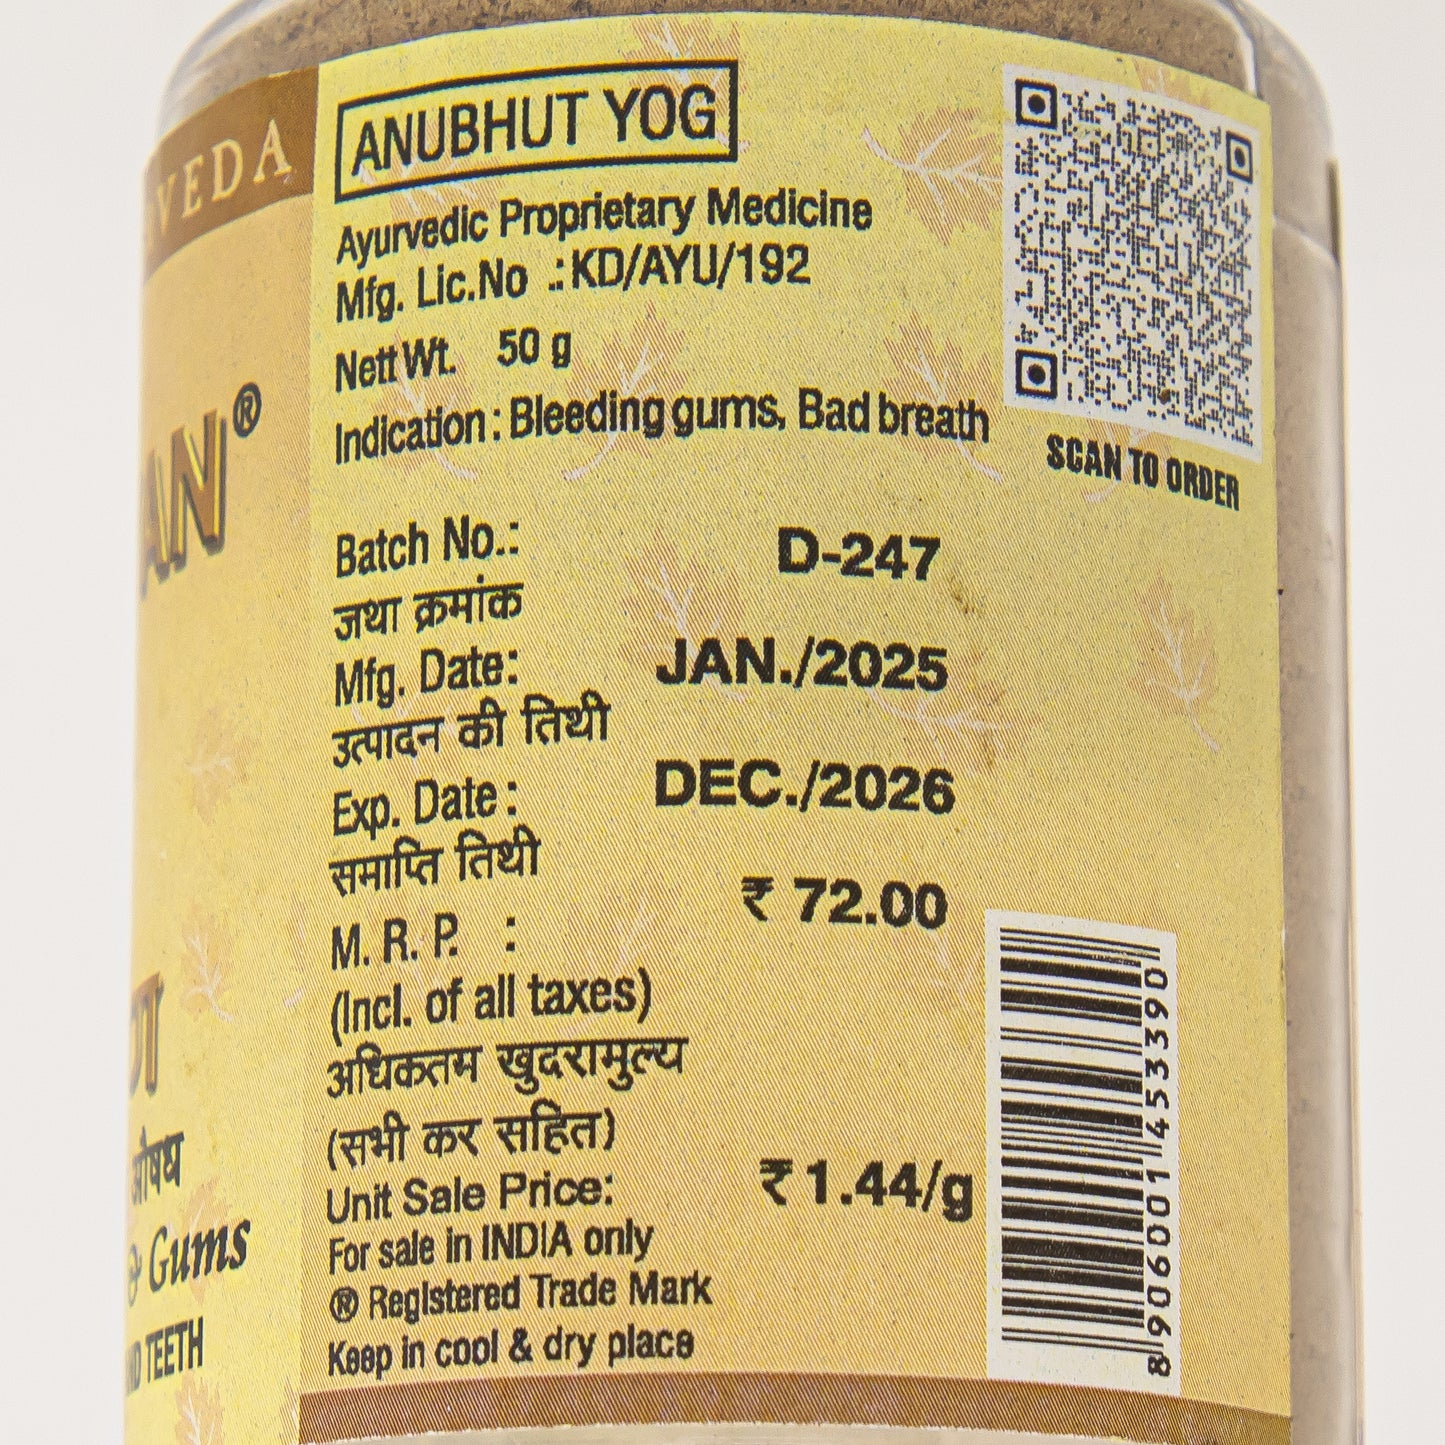 ANUBHUT YOG
Ayurvedic Proprietary Medicine
Mfg. Lic.No .: KD/AYU/192
Nett Wt. 50 g
Indication : Bleeding gums, Bad breath
SCAN TO ORDER
Batch No.: D-247
जथा क्रमांक
Mfg. Date: JAN./2025
उत्पादन की तिथी
Exp. Date : DEC./2026
समाप्ति तिथी
M. R. P. : ₹ 72.00
(Incl. of all taxes)
अधिकतम खुदरामुल्य
(सभी कर सहित)
Unit Sale Price: ₹ 1.44/g
For sale in INDIA only
® Registered Trade Mark
Keep in cool & dry place
8906001453390
औषध
& Gums
TEETH